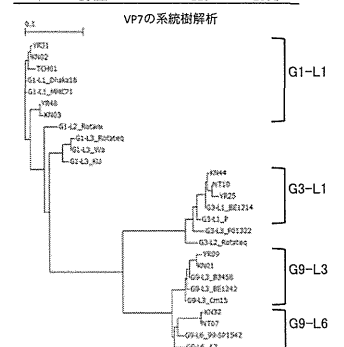 VP7の系統樹解析
0.1
YR31
KN02
TCH01
G1-L1_Dhaka16
G1-L1_MMC71
YR48
KN03
G1-L2_Rotarix
G1-L3_Rotateq
G1-L3_Wa
G1-L3_KU
G1-L1
KN44
NT10
YR25
G3-L1_BE1214
G3-L1_P
G3-L3_P01322
G3-L2_Rotateq
G3-L1
YR09
KN01
G9-L3_B3458
G9-L3_BE1242
G9-L3_Om15
G9-L3
KN32
NT07
G9-L6_99-SP1542
G9-L6